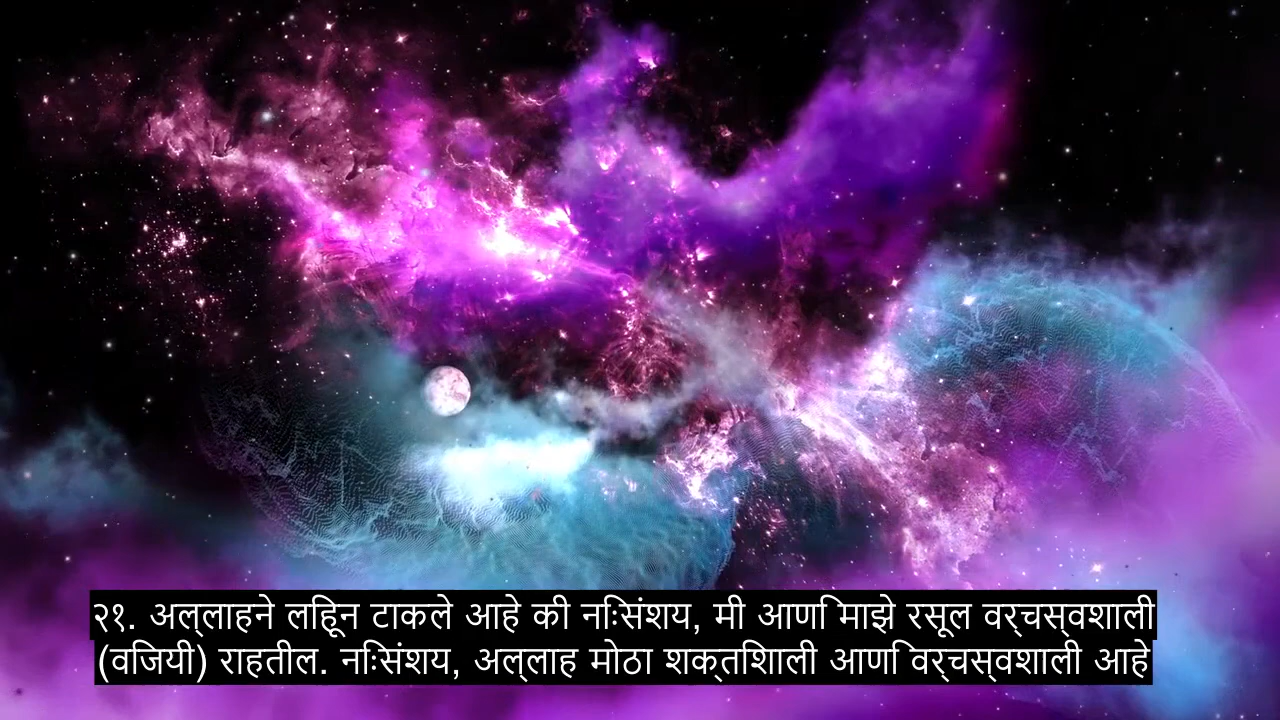 २१. अल्लाहने लिहून टाकले आहे की निःसंशय, मी आणि माझे रसूल वर्चस्वशाली
(विजयी) राहतील. निःसंशय, अल्लाह मोठा शक्तिशाली आणि वर्चस्वशाली आहे